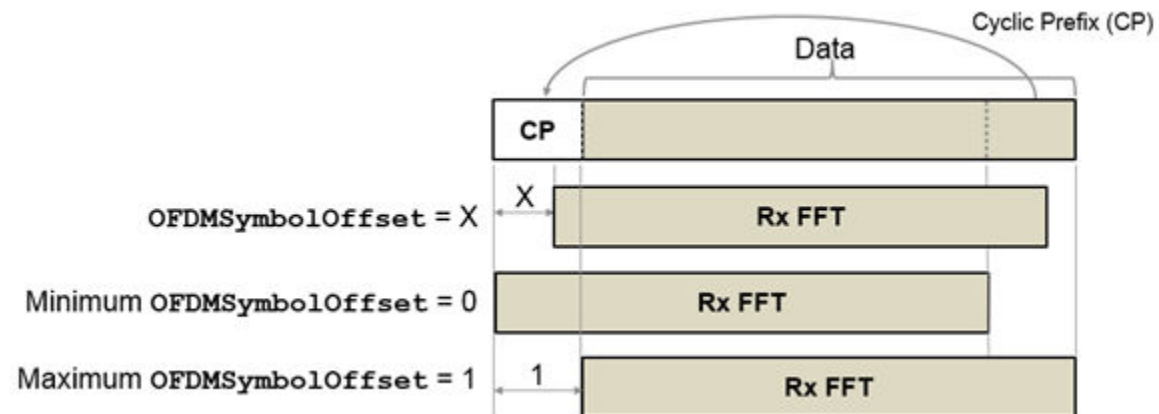 Cyclic Prefix (CP)
Data
CP
X
OFDMSymbolOffset = X
Rx FFT
Minimum OFDMSymbolOffset = 0
Rx FFT
Maximum OFDMSymbolOffset = 1
1
Rx FFT